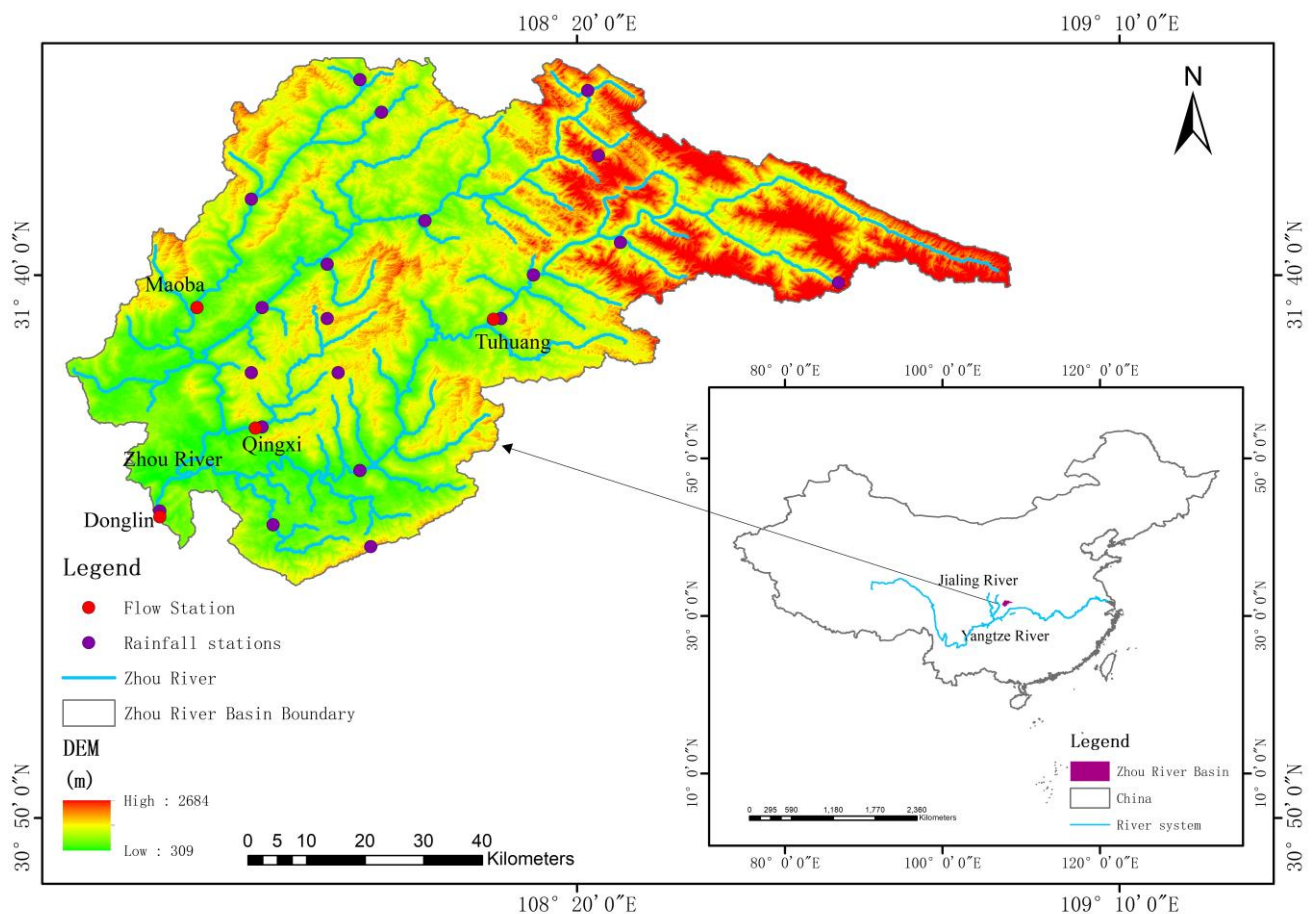 108° 20′0″E
109° 10′0″E
N
31° 40′0″N
31° 40′0″N
Maoba
Tuhuang
Qingxi
Zhou River
Donglin
Legend
Flow Station
Rainfall stations
Zhou River
Zhou River Basin Boundary
DEM
(m)
High : 2684
Low : 309
0 5 10 20 30 40
Kilometers
30° 50′0″N
30° 50′0″N
108° 20′0″E
109° 10′0″E
80° 0′0″E
100° 0′0″E
120° 0′0″E
50° 0′0″N
50° 0′0″N
Jialing River
Yangtze River
30° 0′0″N
30° 0′0″N
Legend
Zhou River Basin
China
River system
10° 0′0″N
10° 0′0″N
0 295 590 1,180 1,770 2,360
Kilometers
80° 0′0″E
100° 0′0″E
120° 0′0″E